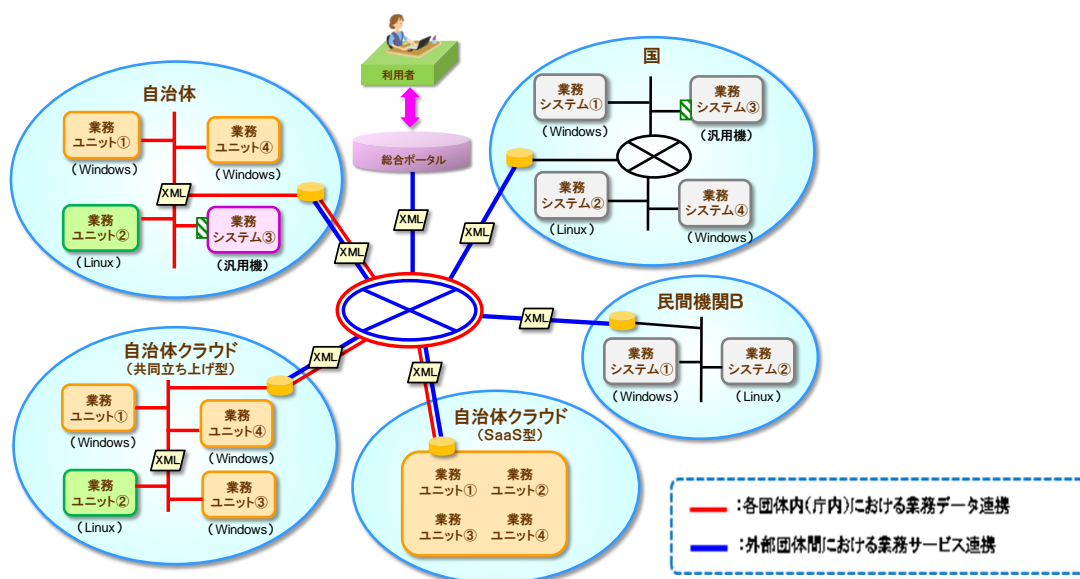 利用者
総合ポータル
XML
自治体
業務
ユニット①
(Windows)
業務
ユニット④
(Windows)
XML
業務
ユニット②
(Linux)
業務
システム③
(汎用機)
XML
国
業務
システム①
(Windows)
業務
システム③
(汎用機)
業務
システム②
(Linux)
業務
システム④
(Windows)
XML
民間機関B
業務
システム①
(Windows)
業務
システム②
(Linux)
XML
自治体クラウド
(共同立ち上げ型)
業務
ユニット①
(Windows)
業務
ユニット④
(Windows)
XML
業務
ユニット②
(Linux)
業務
ユニット③
(Windows)
XML
自治体クラウド
(SaaS型)
業務
ユニット①
業務
ユニット②
業務
ユニット③
業務
ユニット④
XML
:各団体内(庁内)における業務データ連携
:外部団体間における業務サービス連携